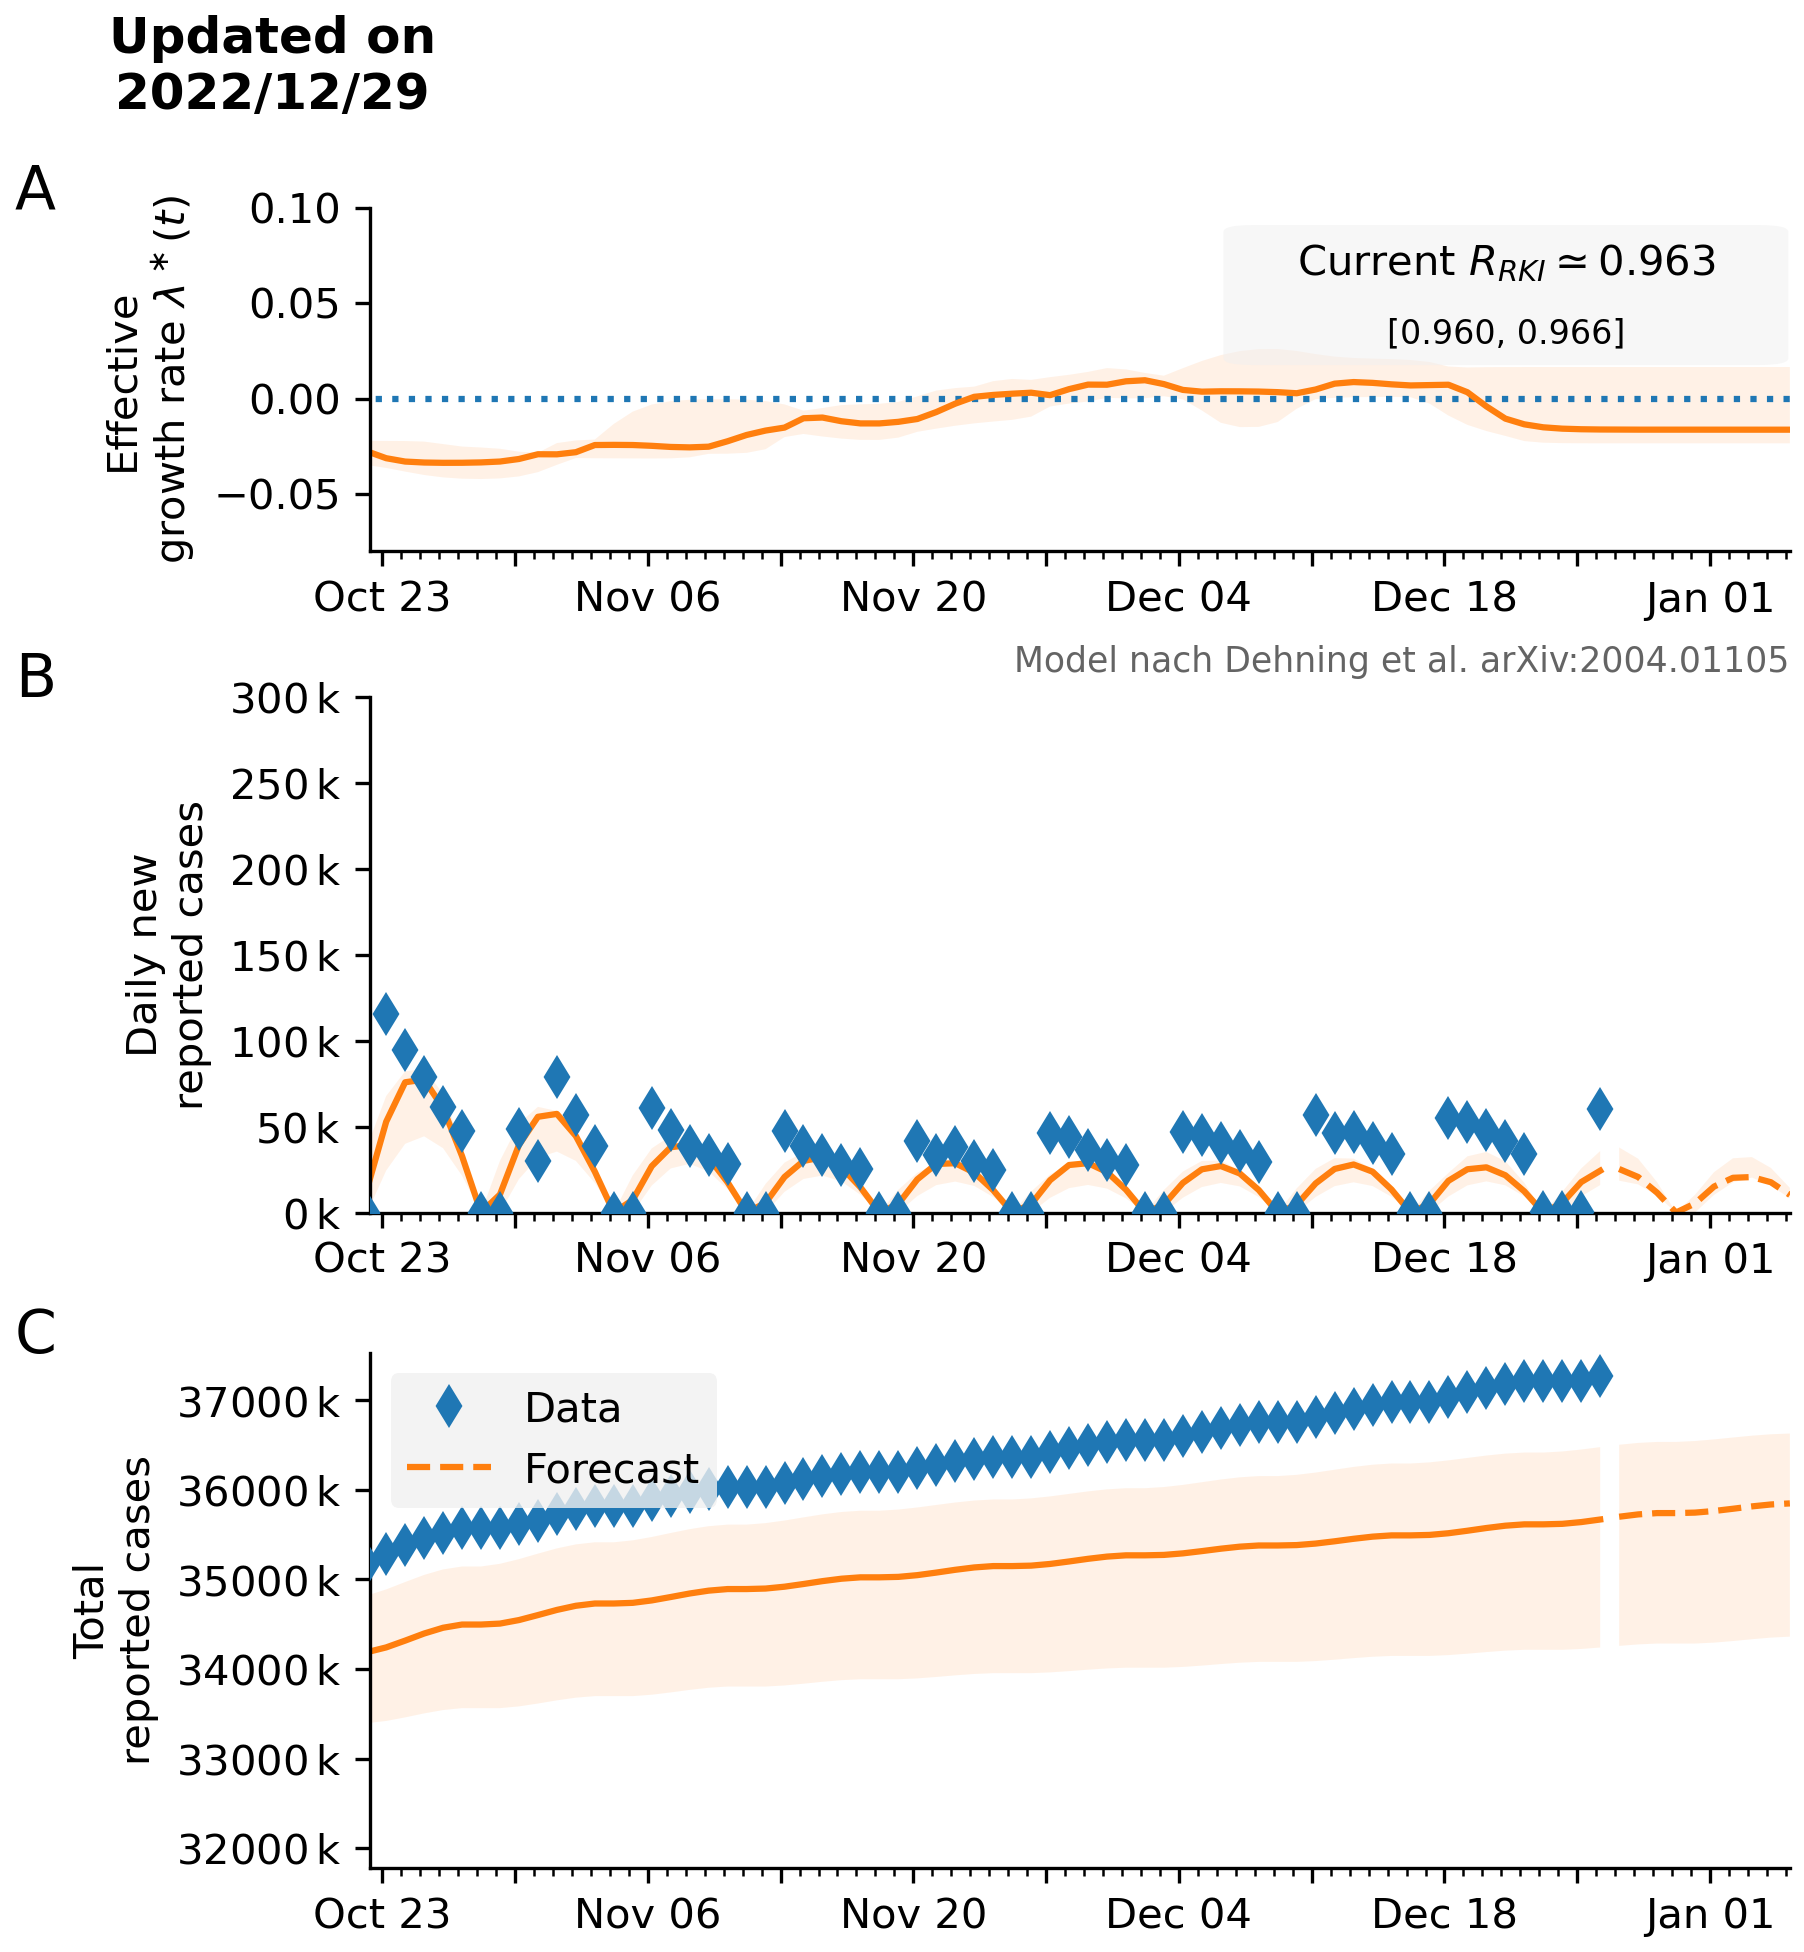 Updated on
2022/12/29
A
Effective
growth rate λ * (t)
0.10
0.05
0.00
−0.05
Current R_RKI ≃ 0.963
[0.960, 0.966]
Oct 23
Nov 06
Nov 20
Dec 04
Dec 18
Jan 01
Model nach Dehning et al. arXiv:2004.01105
B
Daily new
reported cases
300 k
250 k
200 k
150 k
100 k
50 k
0 k
Oct 23
Nov 06
Nov 20
Dec 04
Dec 18
Jan 01
C
Total
reported cases
37000 k
36000 k
35000 k
34000 k
33000 k
32000 k
Data
Forecast
Oct 23
Nov 06
Nov 20
Dec 04
Dec 18
Jan 01